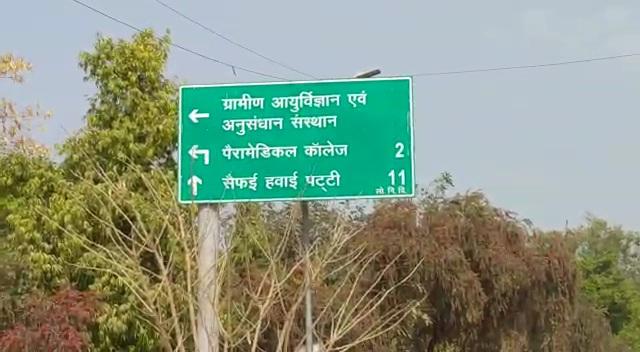 ग्रामीण आयुर्विज्ञान एवं
अनुसंधान संस्थान
पैरामेडिकल कॉलेज 2
सैफई हवाई पट्टी 11
लो. नि. वि.